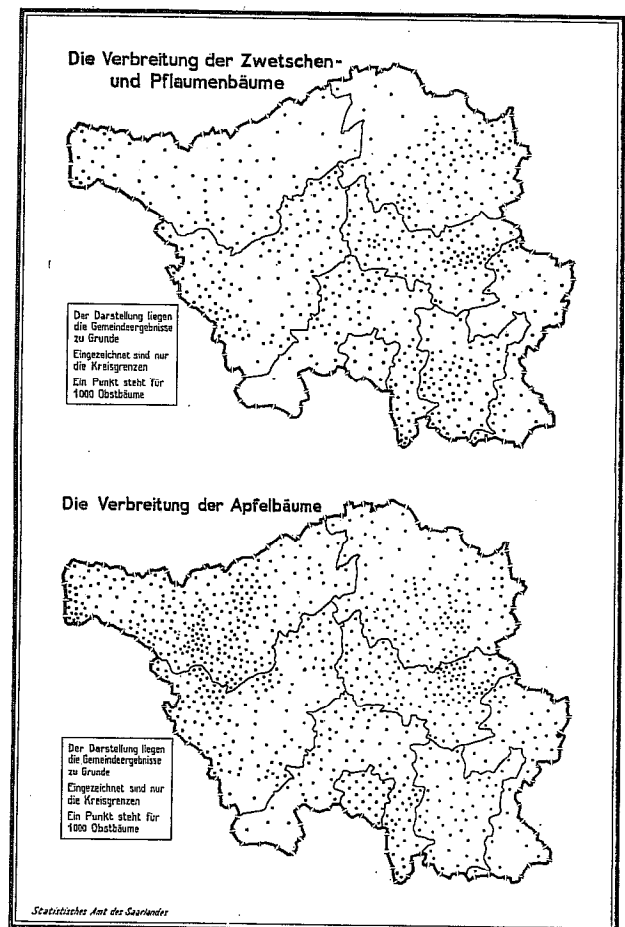 Die Verbreitung der Zwetschen-
und Pflaumenbäume
Der Darstellung liegen
die Gemeindeergebnisse
zu Grunde
Eingezeichnet sind nur
die Kreisgrenzen
Ein Punkt steht für
1000 Obstbäume
Die Verbreitung der Apfelbäume
Der Darstellung liegen
die Gemeindeergebnisse
zu Grunde
Eingezeichnet sind nur
die Kreisgrenzen
Ein Punkt steht für
1000 Obstbäume
Statistisches Amt des Saarlandes